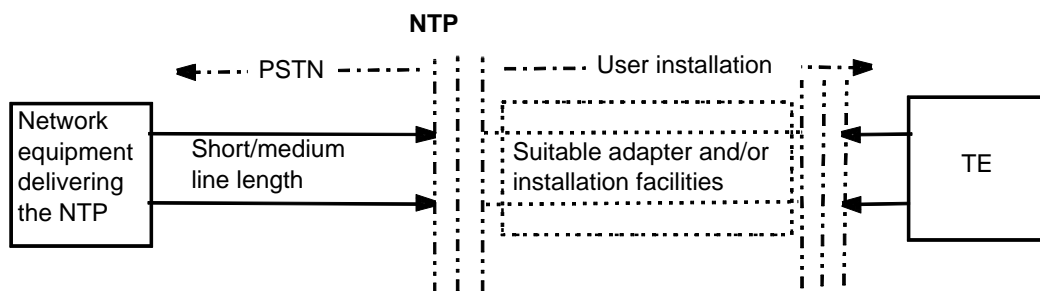 NTP
PSTN
User installation
Network
equipment
delivering
the NTP
Short/medium
line length
Suitable adapter and/or
installation facilities
TE